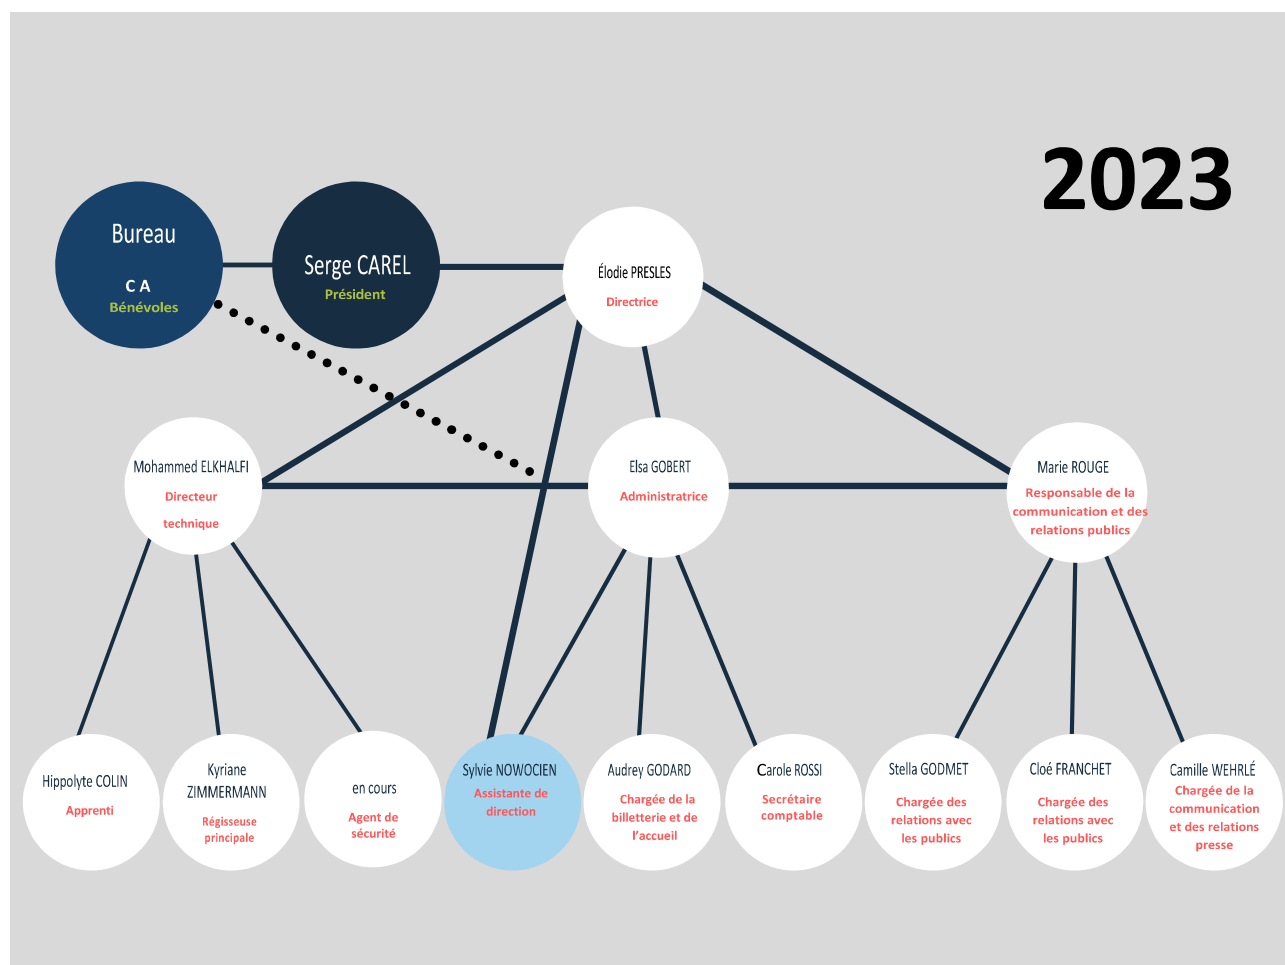 2023
Bureau
C A
Bénévoles
Serge CAREL
Président
Élodie PRESLES
Directrice
Mohammed ELKHALFI
Directeur
technique
Elsa GOBERT
Administratrice
Marie ROUGE
Responsable de la
communication et des
relations publics
Hippolyte COLIN
Apprenti
Kyriane
ZIMMERMANN
Régisseuse
principale
en cours
Agent de
sécurité
Sylvie NOWOCIEN
Assistante de
direction
Audrey GODARD
Chargée de la
billetterie et de
l’accueil
Carole ROSSI
Secrétaire
comptable
Stella GODMET
Chargée des
relations avec
les publics
Cloé FRANCHET
Chargée des
relations avec
les publics
Camille WEHRLÉ
Chargée de la
communication
et des relations
presse